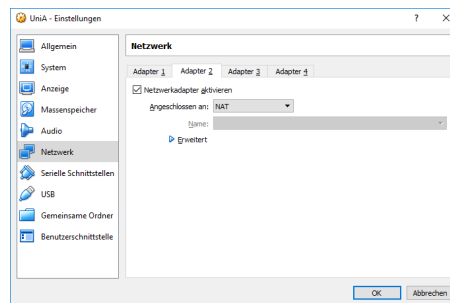 UniA - Einstellungen
Allgemein
System
Anzeige
Massenspeicher
Audio
Netzwerk
Serielle Schnittstellen
USB
Gemeinsame Ordner
Benutzerschnittstelle
Netzwerk
Adapter 1 Adapter 2 Adapter 3 Adapter 4
Netzwerkadapter aktivieren
Angeschlossen an: NAT
Name:
Erweitert
OK Abbrechen